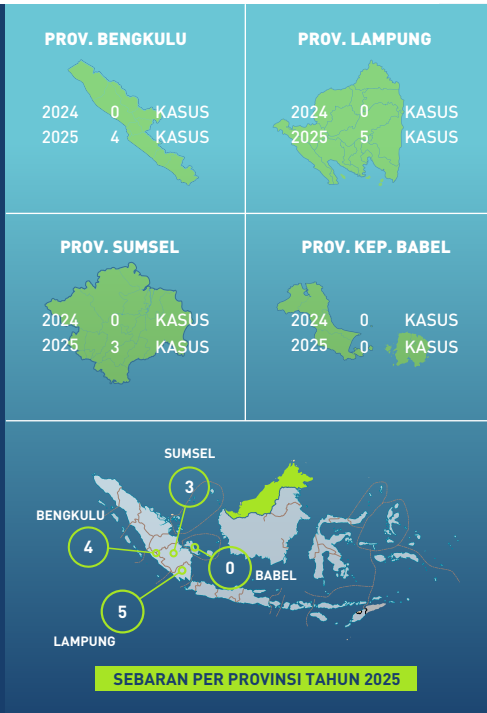 PROV. BENGKULU
2024 0 KASUS
2025 4 KASUS
PROV. LAMPUNG
2024 0 KASUS
2025 5 KASUS
PROV. SUMSEL
2024 0 KASUS
2025 3 KASUS
PROV. KEP. BABEL
2024 0 KASUS
2025 0 KASUS
SUMSEL
3
BENGKULU
4
0
BABEL
5
LAMPUNG
SEBARAN PER PROVINSI TAHUN 2025